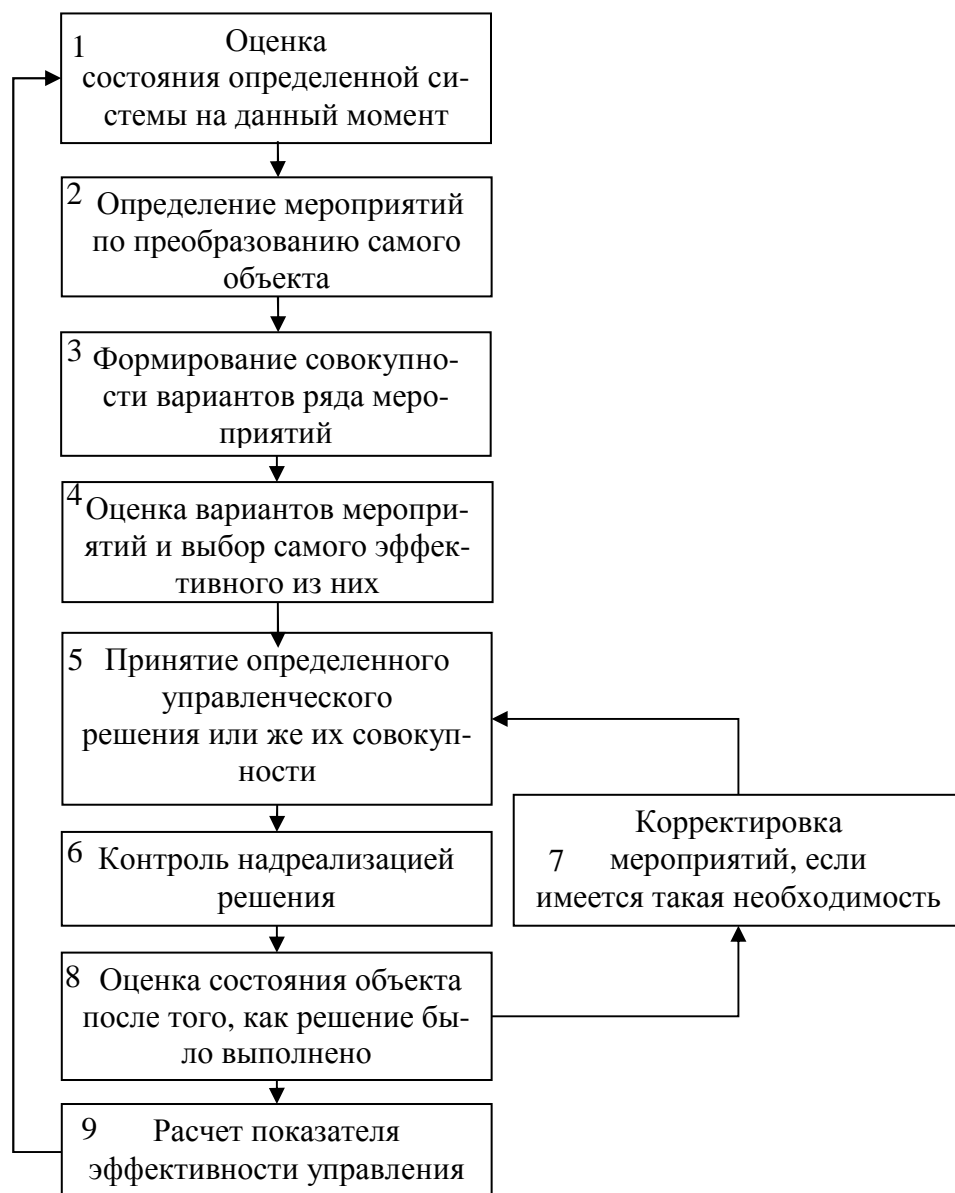 1 Оценка
состояния определенной си-
стемы на данный момент
2 Определение мероприятий
по преобразованию самого
объекта
3 Формирование совокупно-
сти вариантов ряда меро-
приятий
4 Оценка вариантов меропри-
ятий и выбор самого эффек-
тивного из них
5 Принятие определенного
управленческого
решения или же их совокуп-
ности
6 Контроль надреализацией
решения
Корректировка
7 мероприятий, если
имеется такая необходимость
8 Оценка состояния объекта
после того, как решение бы-
ло выполнено
9 Расчет показателя
эффективности управления